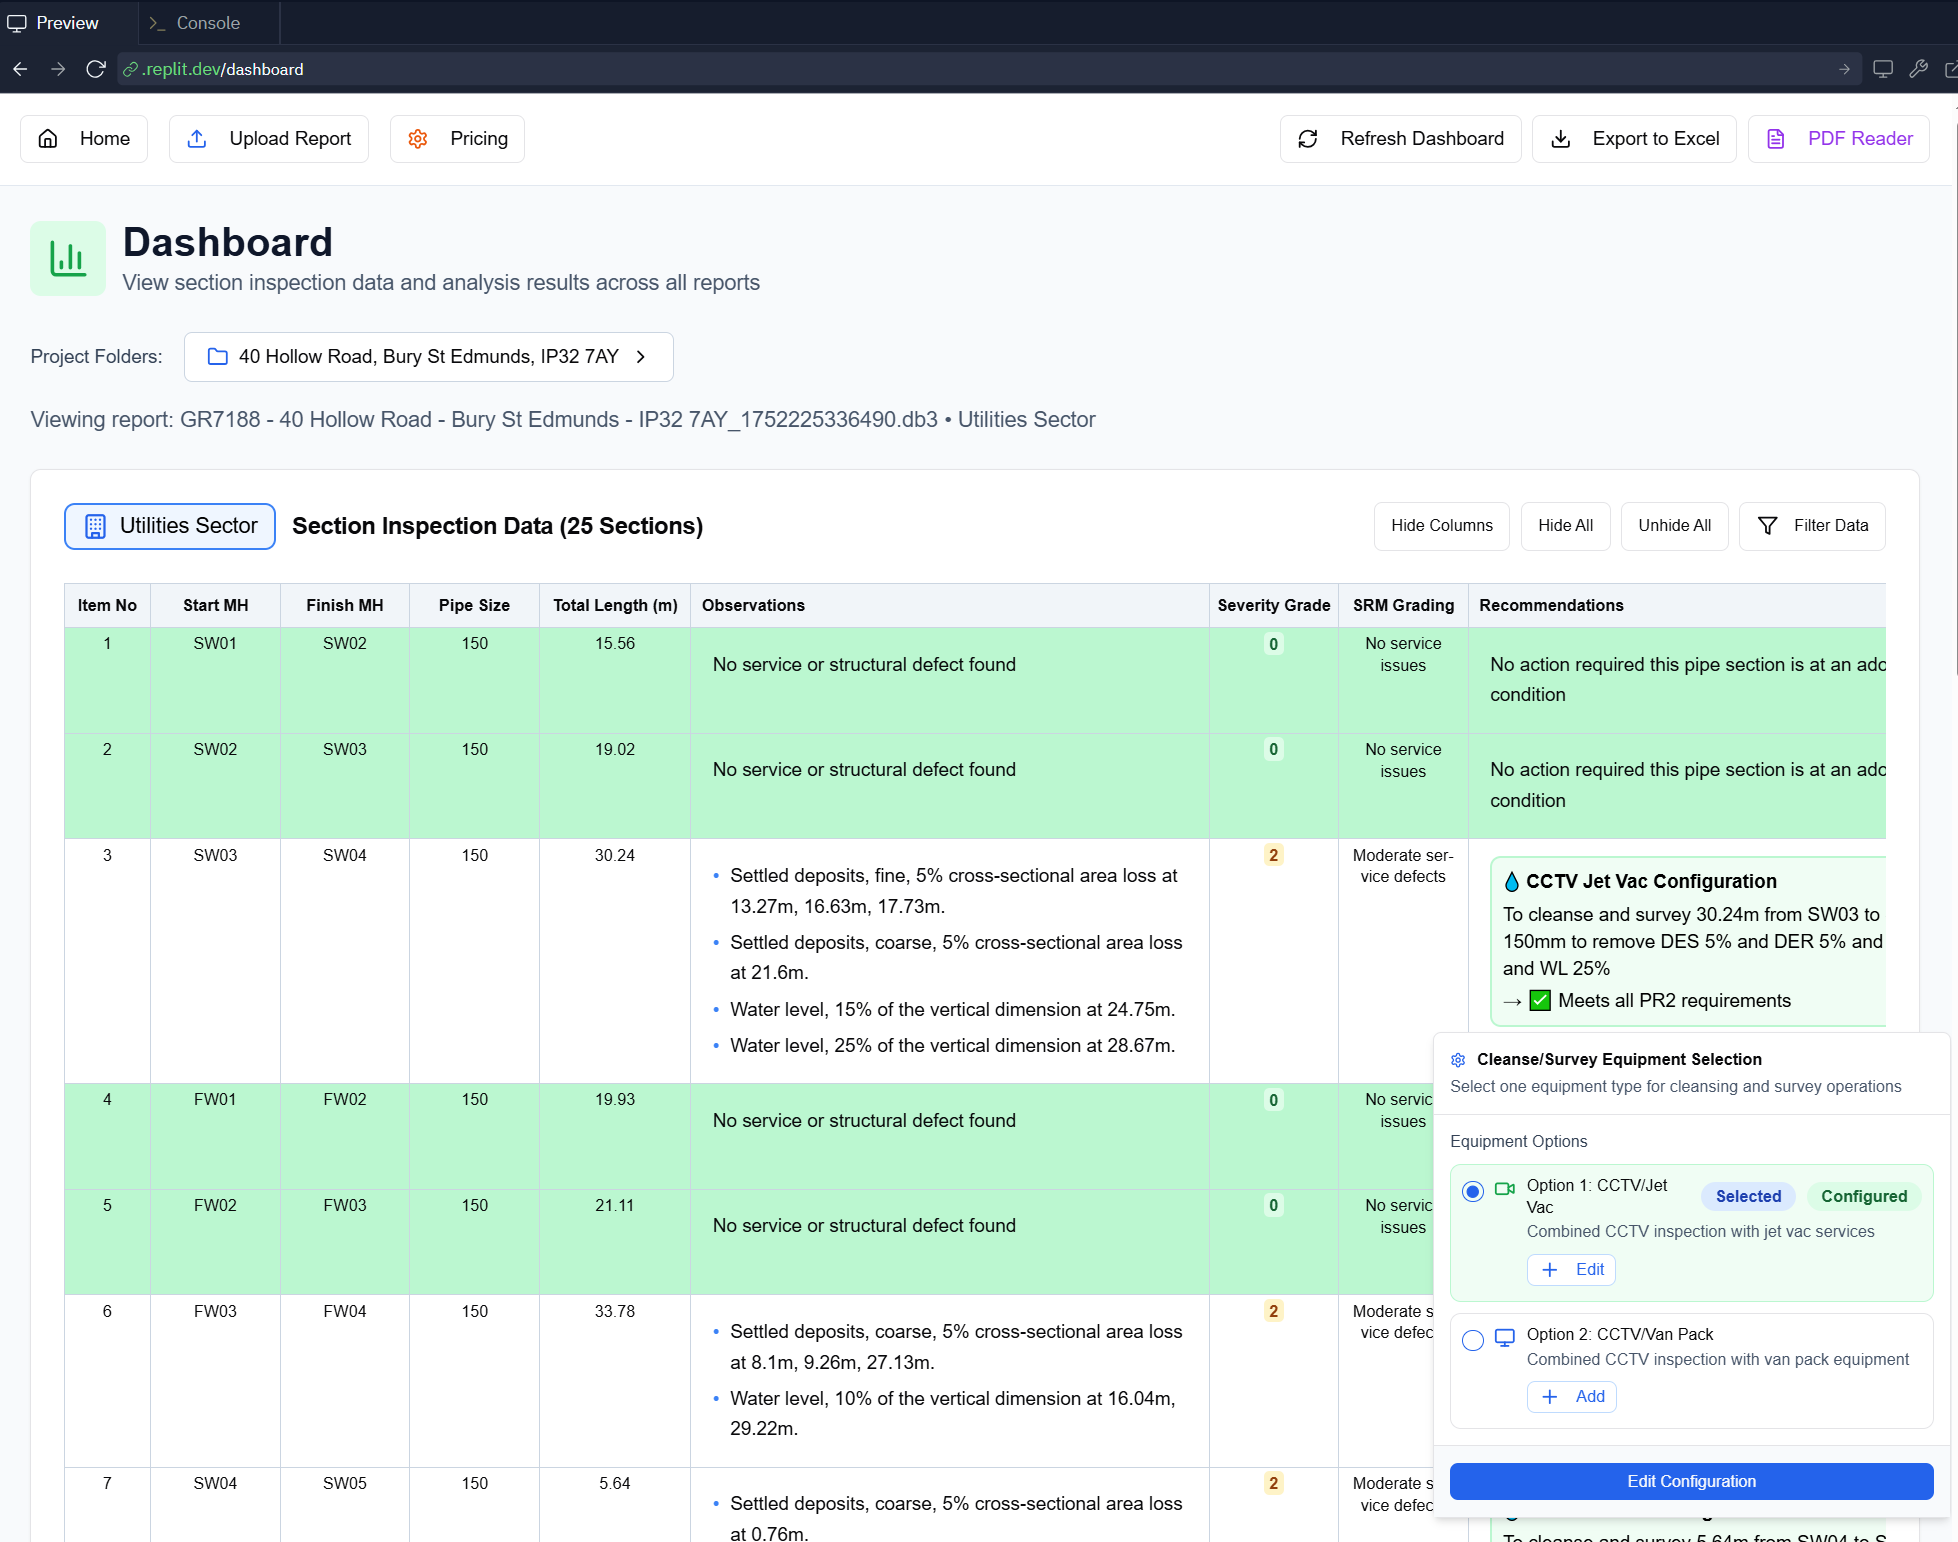 Preview
Console
.replit.dev/dashboard
Home
Upload Report
Pricing
Refresh Dashboard
Export to Excel
PDF Reader
Dashboard
View section inspection data and analysis results across all reports
Project Folders:
40 Hollow Road, Bury St Edmunds, IP32 7AY
Viewing report: GR7188 - 40 Hollow Road - Bury St Edmunds - IP32 7AY_1752225336490.db3 • Utilities Sector
Utilities Sector
Section Inspection Data (25 Sections)
Hide Columns
Hide All
Unhide All
Filter Data
Item No Start MH Finish MH Pipe Size Total Length (m) Observations Severity Grade SRM Grading Recommendations
1 SW01 SW02 150 15.56 No service or structural defect found 0 No service
issues
No action required this pipe section is at an ado
condition
2 SW02 SW03 150 19.02 No service or structural defect found 0 No service
issues
No action required this pipe section is at an ado
condition
3 SW03 SW04 150 30.24
• Settled deposits, fine, 5% cross-sectional area loss at
13.27m, 16.63m, 17.73m.
• Settled deposits, coarse, 5% cross-sectional area loss
at 21.6m.
• Water level, 15% of the vertical dimension at 24.75m.
• Water level, 25% of the vertical dimension at 28.67m.
2
Moderate ser-
vice defects
CCTV Jet Vac Configuration
To cleanse and survey 30.24m from SW03 to
150mm to remove DES 5% and DER 5% and
and WL 25%
→ ✅ Meets all PR2 requirements
4 FW01 FW02 150 19.93 No service or structural defect found 0 No servic
issues
5 FW02 FW03 150 21.11 No service or structural defect found 0 No servic
issues
6 FW03 FW04 150 33.78
• Settled deposits, coarse, 5% cross-sectional area loss
at 8.1m, 9.26m, 27.13m.
• Water level, 10% of the vertical dimension at 16.04m,
29.22m.
2
Moderate s
vice defec
7 SW04 SW05 150 5.64
• Settled deposits, coarse, 5% cross-sectional area loss
at 0.76m.
2
Moderate s
vice defec
To cleanse and survey 5.64m from SW04 to S
Cleanse/Survey Equipment Selection
Select one equipment type for cleansing and survey operations
Equipment Options
Option 1: CCTV/Jet
Vac
Selected
Configured
Combined CCTV inspection with jet vac services
Edit
Option 2: CCTV/Van Pack
Combined CCTV inspection with van pack equipment
Add
Edit Configuration